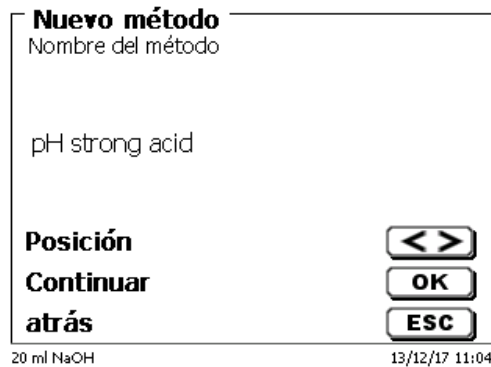 Nuevo método
Nombre del método
pH strong acid
Posición < >
Continuar OK
atrás ESC
20 ml NaOH 13/12/17 11:04